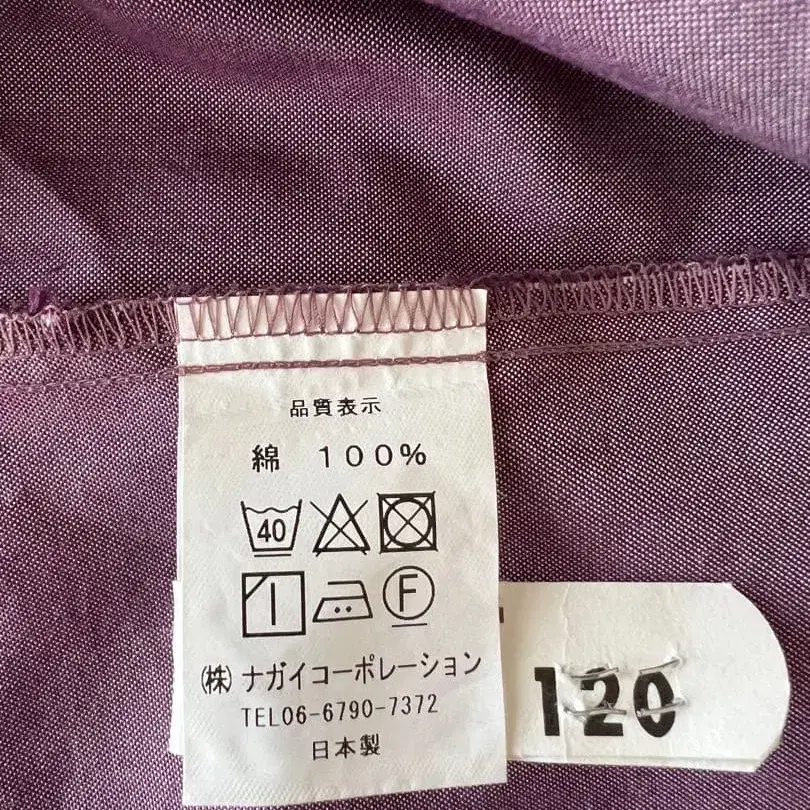 品質表示
綿 100%
40
F
(株)ナガイコーポレーション
TEL06-6790-7372
日本製
120